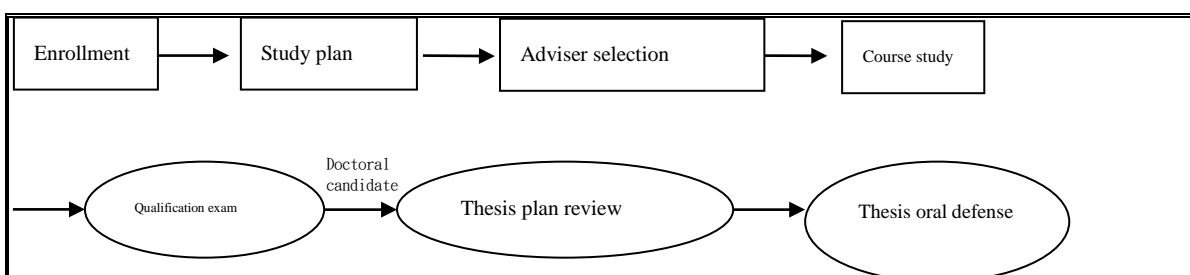 Enrollment
Study plan
Adviser selection
Course study
Qualification exam
Doctoral
candidate
Thesis plan review
Thesis oral defense